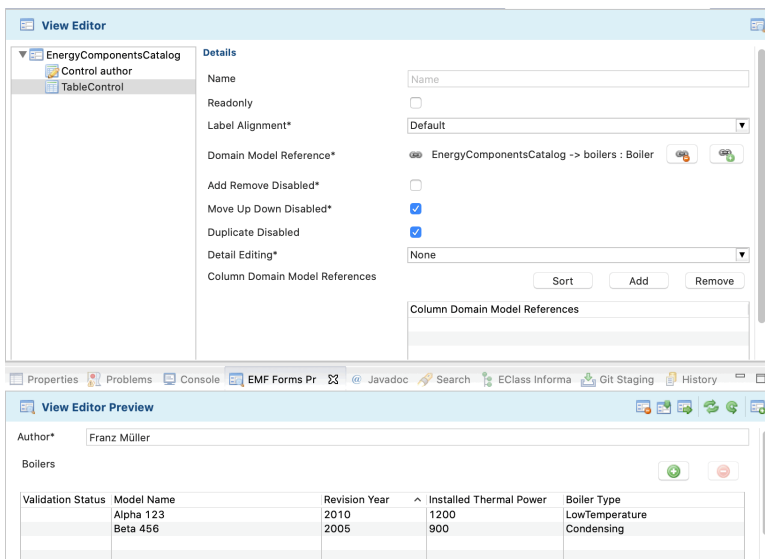 View Editor
EnergyComponentsCatalog
Control author
TableControl
Details
Name
Name
Readonly
Label Alignment*
Default
Domain Model Reference*
EnergyComponentsCatalog -> boilers : Boiler
Add Remove Disabled*
Move Up Down Disabled*
Duplicate Disabled
Detail Editing*
None
Column Domain Model References
Sort Add Remove
Column Domain Model References
Properties Problems Console EMF Forms Pr @ Javadoc Search EClass Informa Git Staging History
View Editor Preview
Author* Franz Müller
Boilers
Validation Status Model Name Revision Year Installed Thermal Power Boiler Type
Alpha 123 2010 1200 LowTemperature
Beta 456 2005 900 Condensing